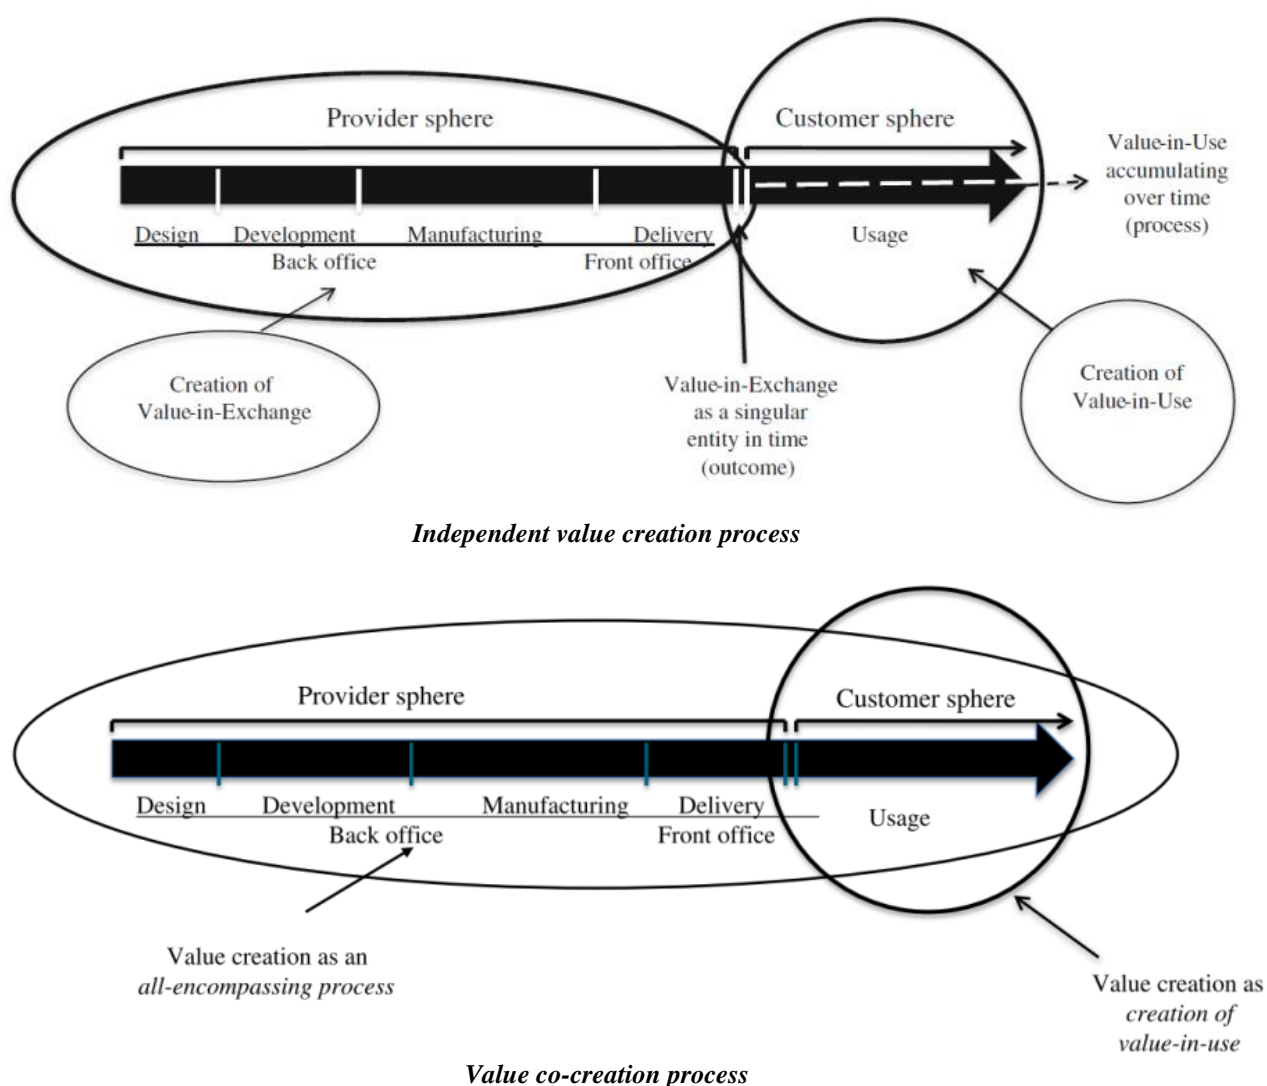 Provider sphere
Customer sphere
Value-in-Use
accumulating
over time
(process)
Design Development Manufacturing Delivery
Usage
Back office Front office
Creation of
Value-in-Exchange
Value-in-Exchange
as a singular
entity in time
(outcome)
Creation of
Value-in-Use
Independent value creation process
Provider sphere
Customer sphere
Design Development Manufacturing Delivery
Usage
Back office Front office
Value creation as an
all-encompassing process
Value creation as
creation of
value-in-use
Value co-creation process